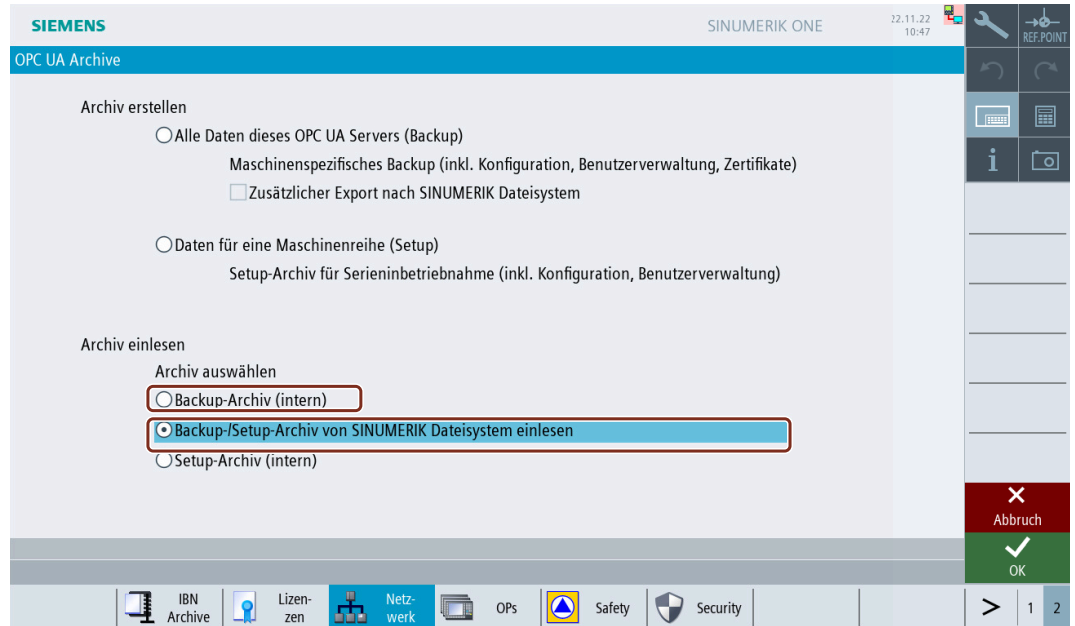 SIEMENS
SINUMERIK ONE
22.11.22
10:47
REF.POINT
OPC UA Archive
Archiv erstellen
Alle Daten dieses OPC UA Servers (Backup)
Maschinenspezifisches Backup (inkl. Konfiguration, Benutzerverwaltung, Zertifikate)
Zusätzlicher Export nach SINUMERIK Dateisystem
Daten für eine Maschinenreihe (Setup)
Setup-Archiv für Serieninbetriebnahme (inkl. Konfiguration, Benutzerverwaltung)
Archiv einlesen
Archiv auswählen
Backup-Archiv (intern)
Backup-/Setup-Archiv von SINUMERIK Dateisystem einlesen
Setup-Archiv (intern)
Abbruch
OK
IBN
Archive
Lizen-
zen
Netz-
werk
OPs
Safety
Security
> 1 2